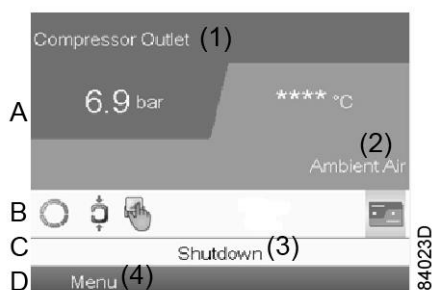 Compressor Outlet (1)
A
6.9 bar
**** °C
(2)
Ambient Air
B
C
Shutdown (3)
D
Menu (4)
84023D